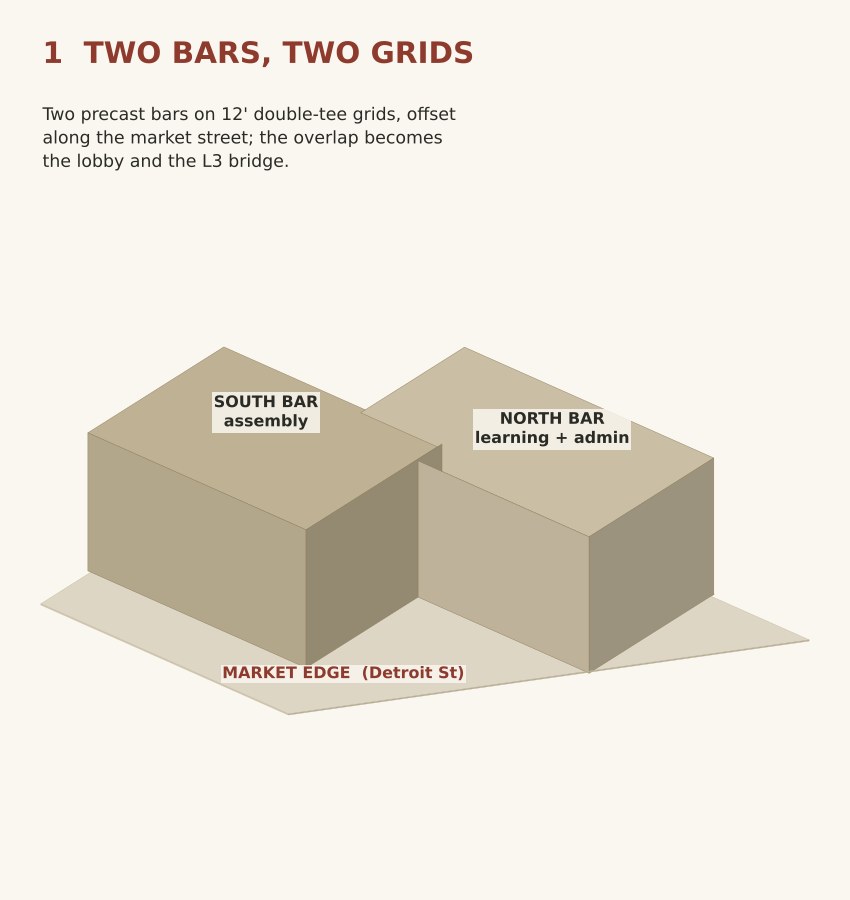 1 TWO BARS, TWO GRIDS
Two precast bars on 12' double-tee grids, offset
along the market street; the overlap becomes
the lobby and the L3 bridge.
SOUTH BAR
assembly
NORTH BAR
learning + admin
MARKET EDGE (Detroit St)